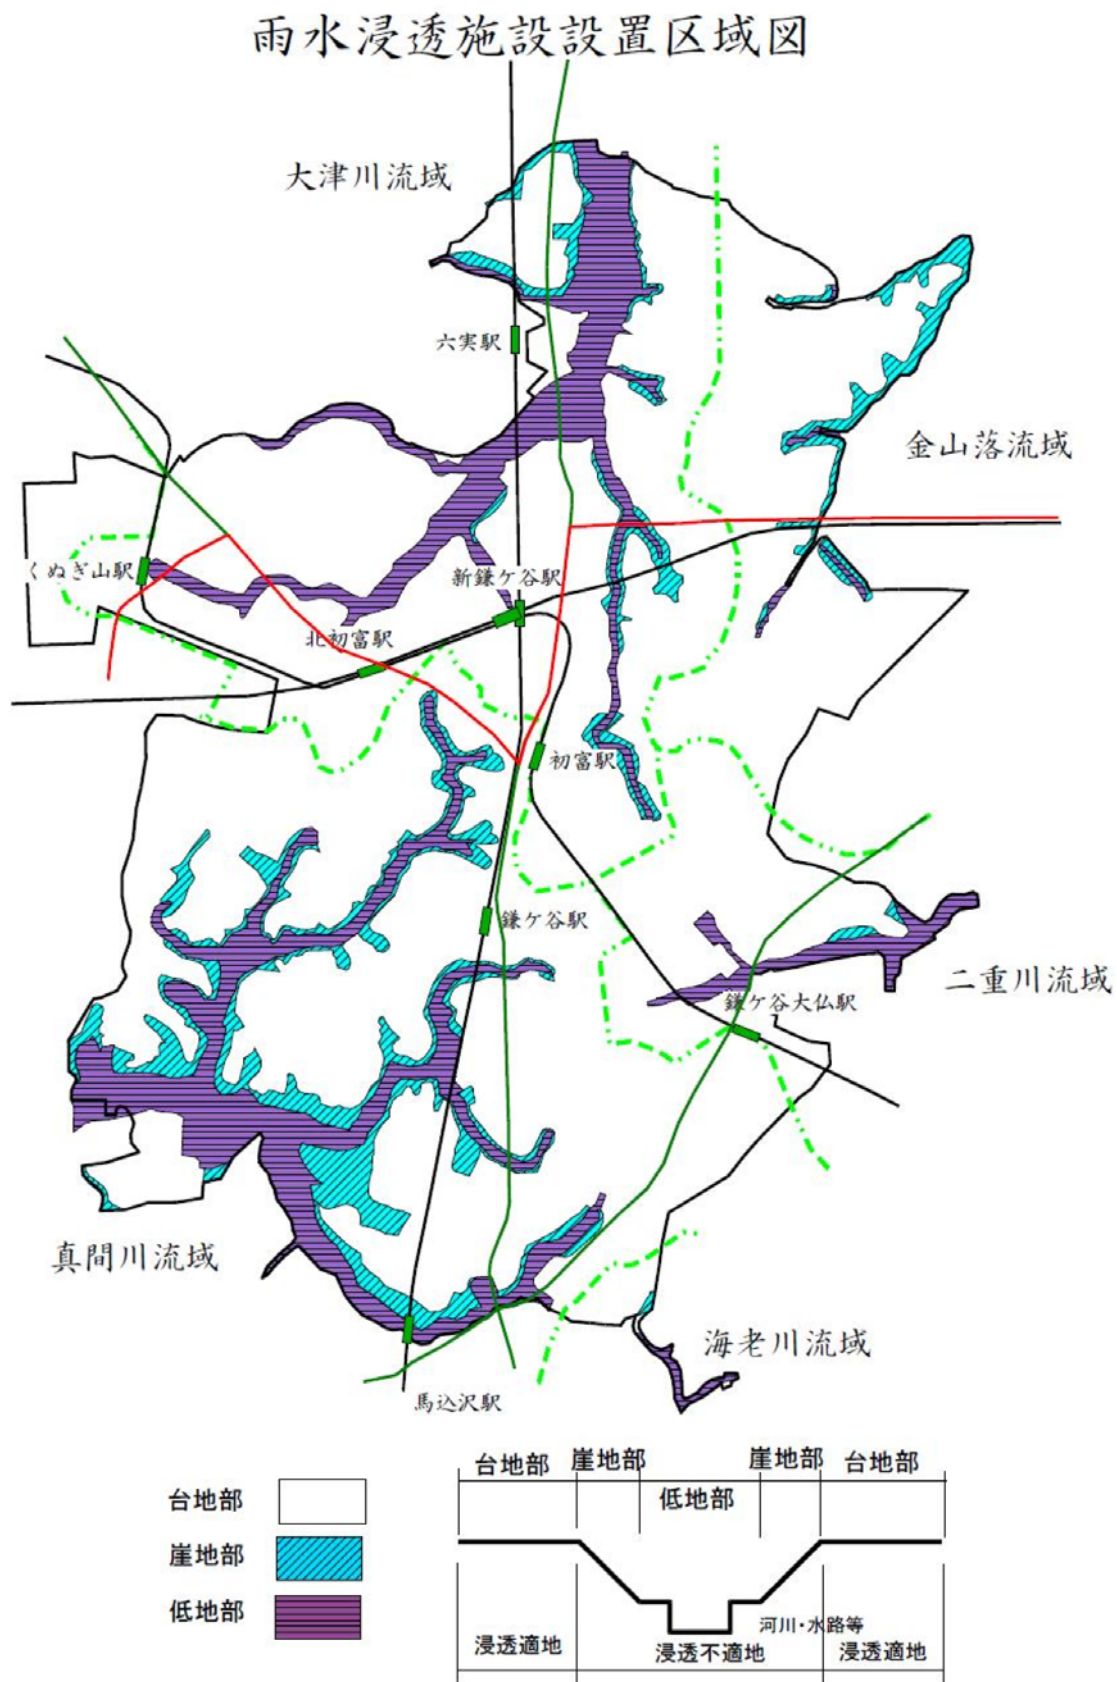 雨水浸透施設設置区域図
大津川流域
六実駅
金山落流域
くぬぎ山駅
新鎌ケ谷駅
北初富駅
初富駅
鎌ケ谷駅
二重川流域
鎌ケ谷大仏駅
真間川流域
海老川流域
馬込沢駅
台地部
崖地部
低地部
台地部 崖地部 崖地部 台地部
低地部
河川・水路等
浸透適地 浸透不適地 浸透適地